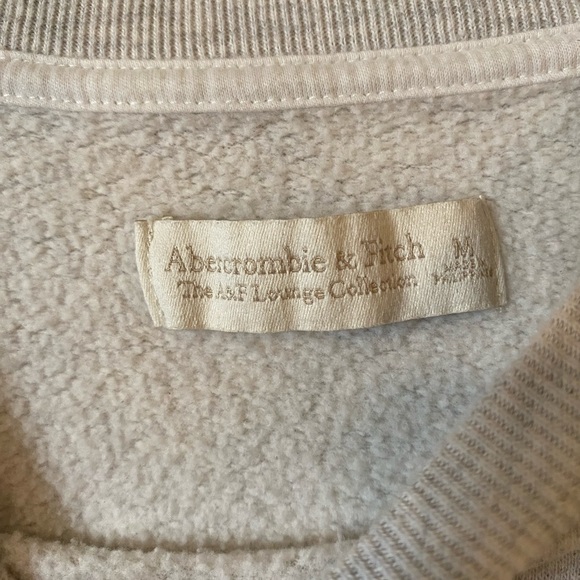 Abercrombie & Fitch
The A&F Lounge Collection
M